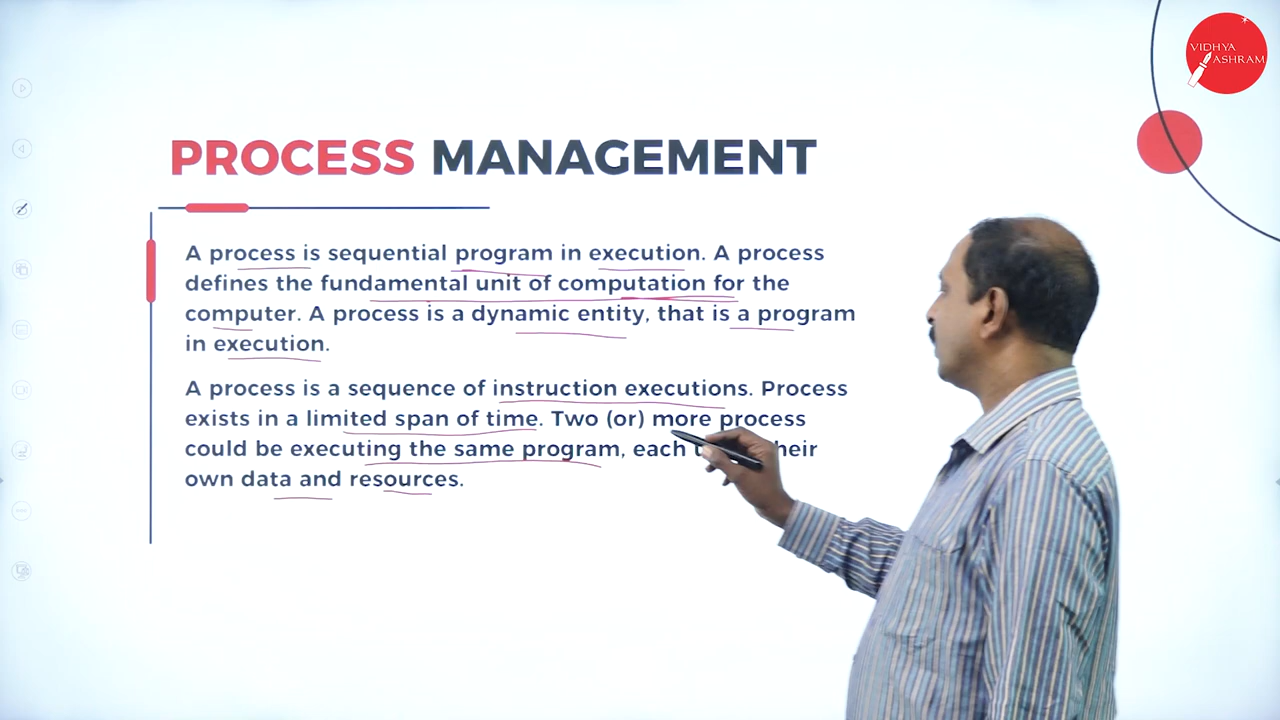 VIDHYA
ASHRAM
PROCESS MANAGEMENT
A process is sequential program in execution. A process
defines the fundamental unit of computation for the
computer. A process is a dynamic entity, that is a program
in execution.
A process is a sequence of instruction executions. Process
exists in a limited span of time. Two (or) more process
could be executing the same program, each
own data and resources.